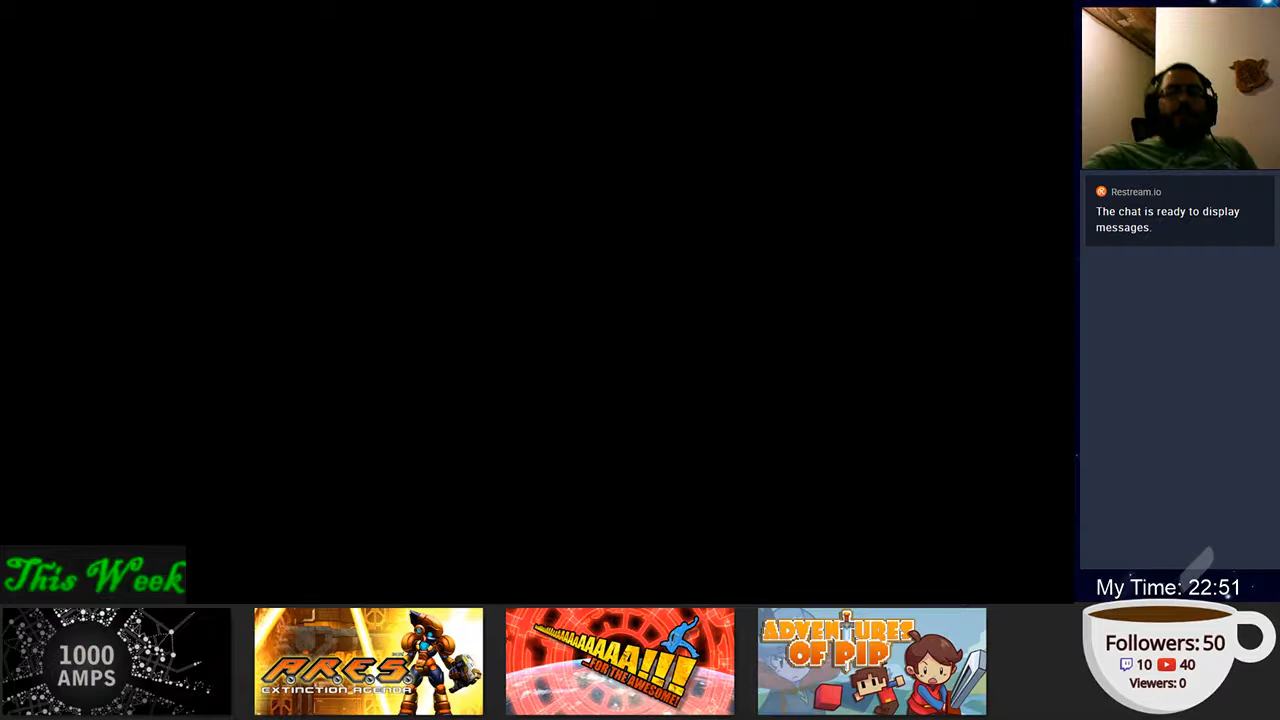 Restream.io
The chat is ready to display
messages.
This Week
My Time: 22:51
1000
AMPS
ARES
EXTINCTION AGENDA
FOR THE AWESOME!
ADVENTURES
OF PIP
Followers: 50
10 40
Viewers: 0